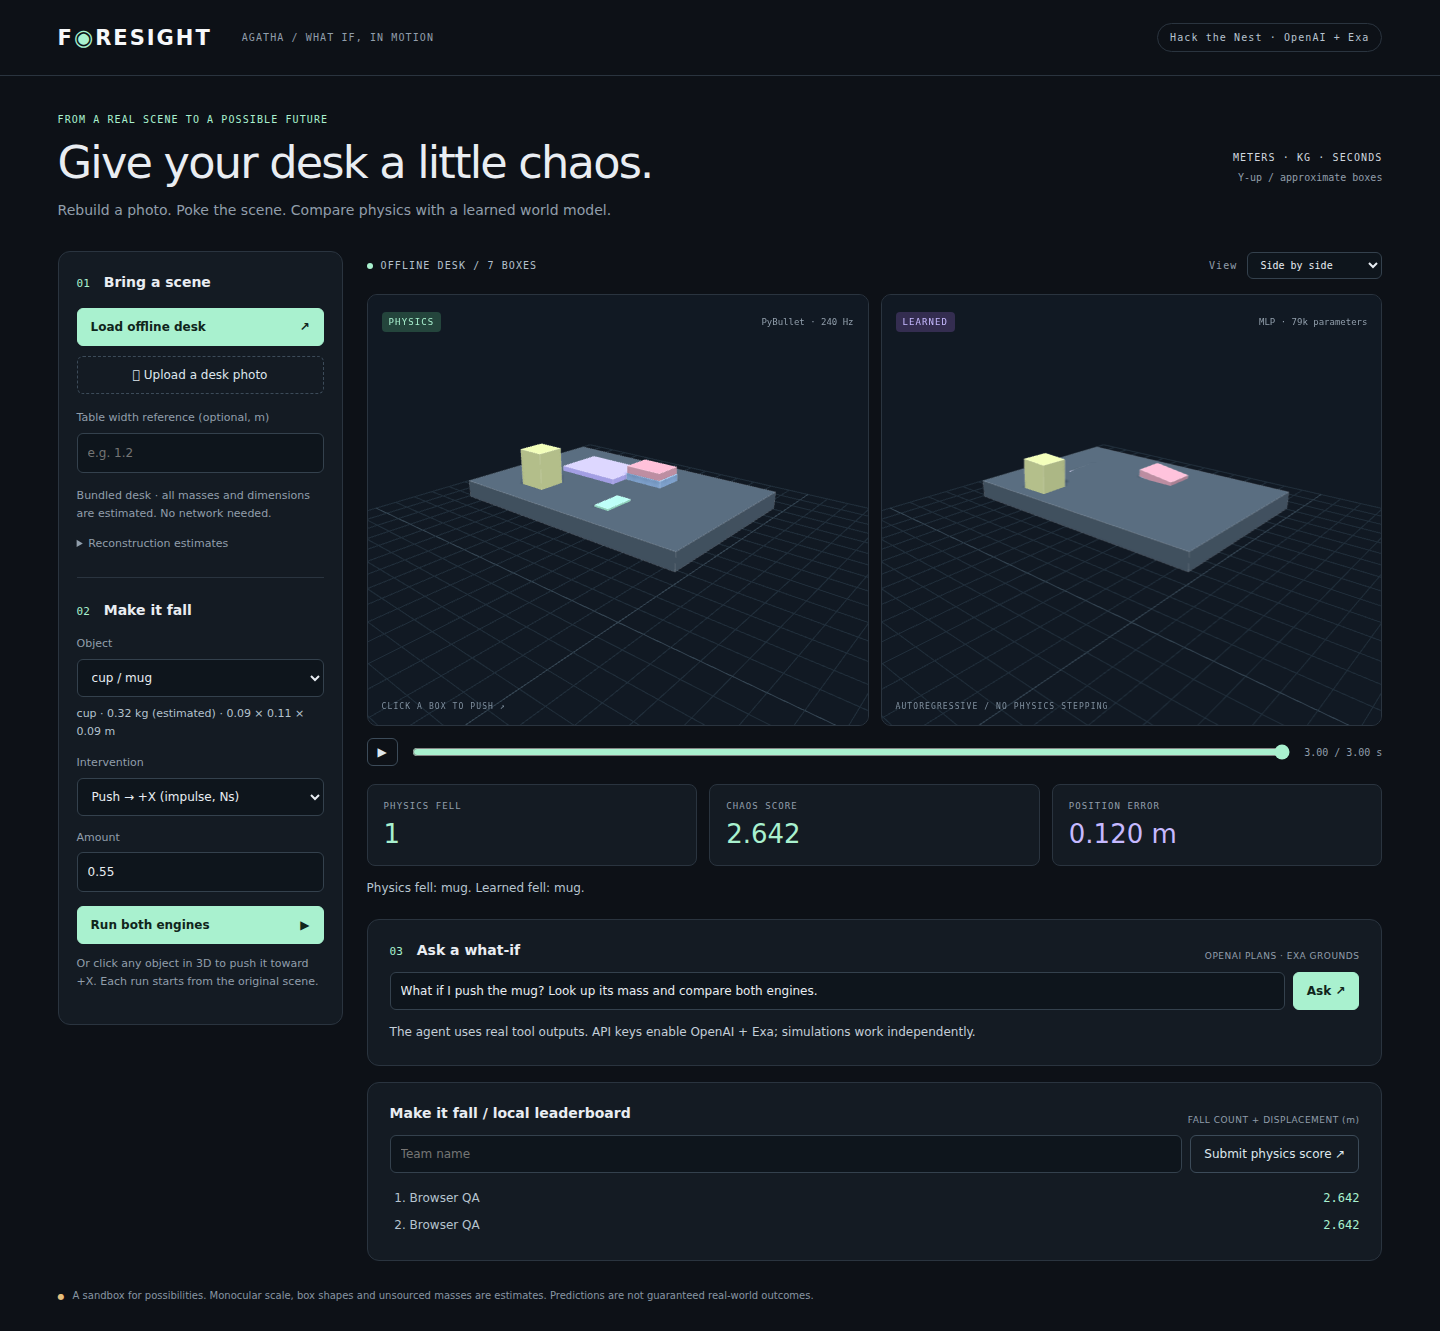 F◉RESIGHT
AGATHA / WHAT IF, IN MOTION
Hack the Nest · OpenAI + Exa
FROM A REAL SCENE TO A POSSIBLE FUTURE
Give your desk a little chaos.
Rebuild a photo. Poke the scene. Compare physics with a learned world model.
METERS · KG · SECONDS
Y-up / approximate boxes
01 Bring a scene
Load offline desk ↗
Upload a desk photo
Table width reference (optional, m)
e.g. 1.2
Bundled desk · all masses and dimensions
are estimated. No network needed.
▶ Reconstruction estimates
02 Make it fall
Object
cup / mug
cup · 0.32 kg (estimated) · 0.09 × 0.11 ×
0.09 m
Intervention
Push → +X (impulse, Ns)
Amount
0.55
Run both engines ▶
Or click any object in 3D to push it toward
+X. Each run starts from the original scene.
OFFLINE DESK / 7 BOXES
View Side by side
PHYSICS
PyBullet · 240 Hz
CLICK A BOX TO PUSH ↗
LEARNED
MLP · 79k parameters
AUTOREGRESSIVE / NO PHYSICS STEPPING
▶ 3.00 / 3.00 s
PHYSICS FELL
1
CHAOS SCORE
2.642
POSITION ERROR
0.120 m
Physics fell: mug. Learned fell: mug.
03 Ask a what-if
OPENAI PLANS · EXA GROUNDS
What if I push the mug? Look up its mass and compare both engines.
Ask ↗
The agent uses real tool outputs. API keys enable OpenAI + Exa; simulations work independently.
Make it fall / local leaderboard
FALL COUNT + DISPLACEMENT (m)
Team name
Submit physics score ↗
1. Browser QA 2.642
2. Browser QA 2.642
A sandbox for possibilities. Monocular scale, box shapes and unsourced masses are estimates. Predictions are not guaranteed real-world outcomes.